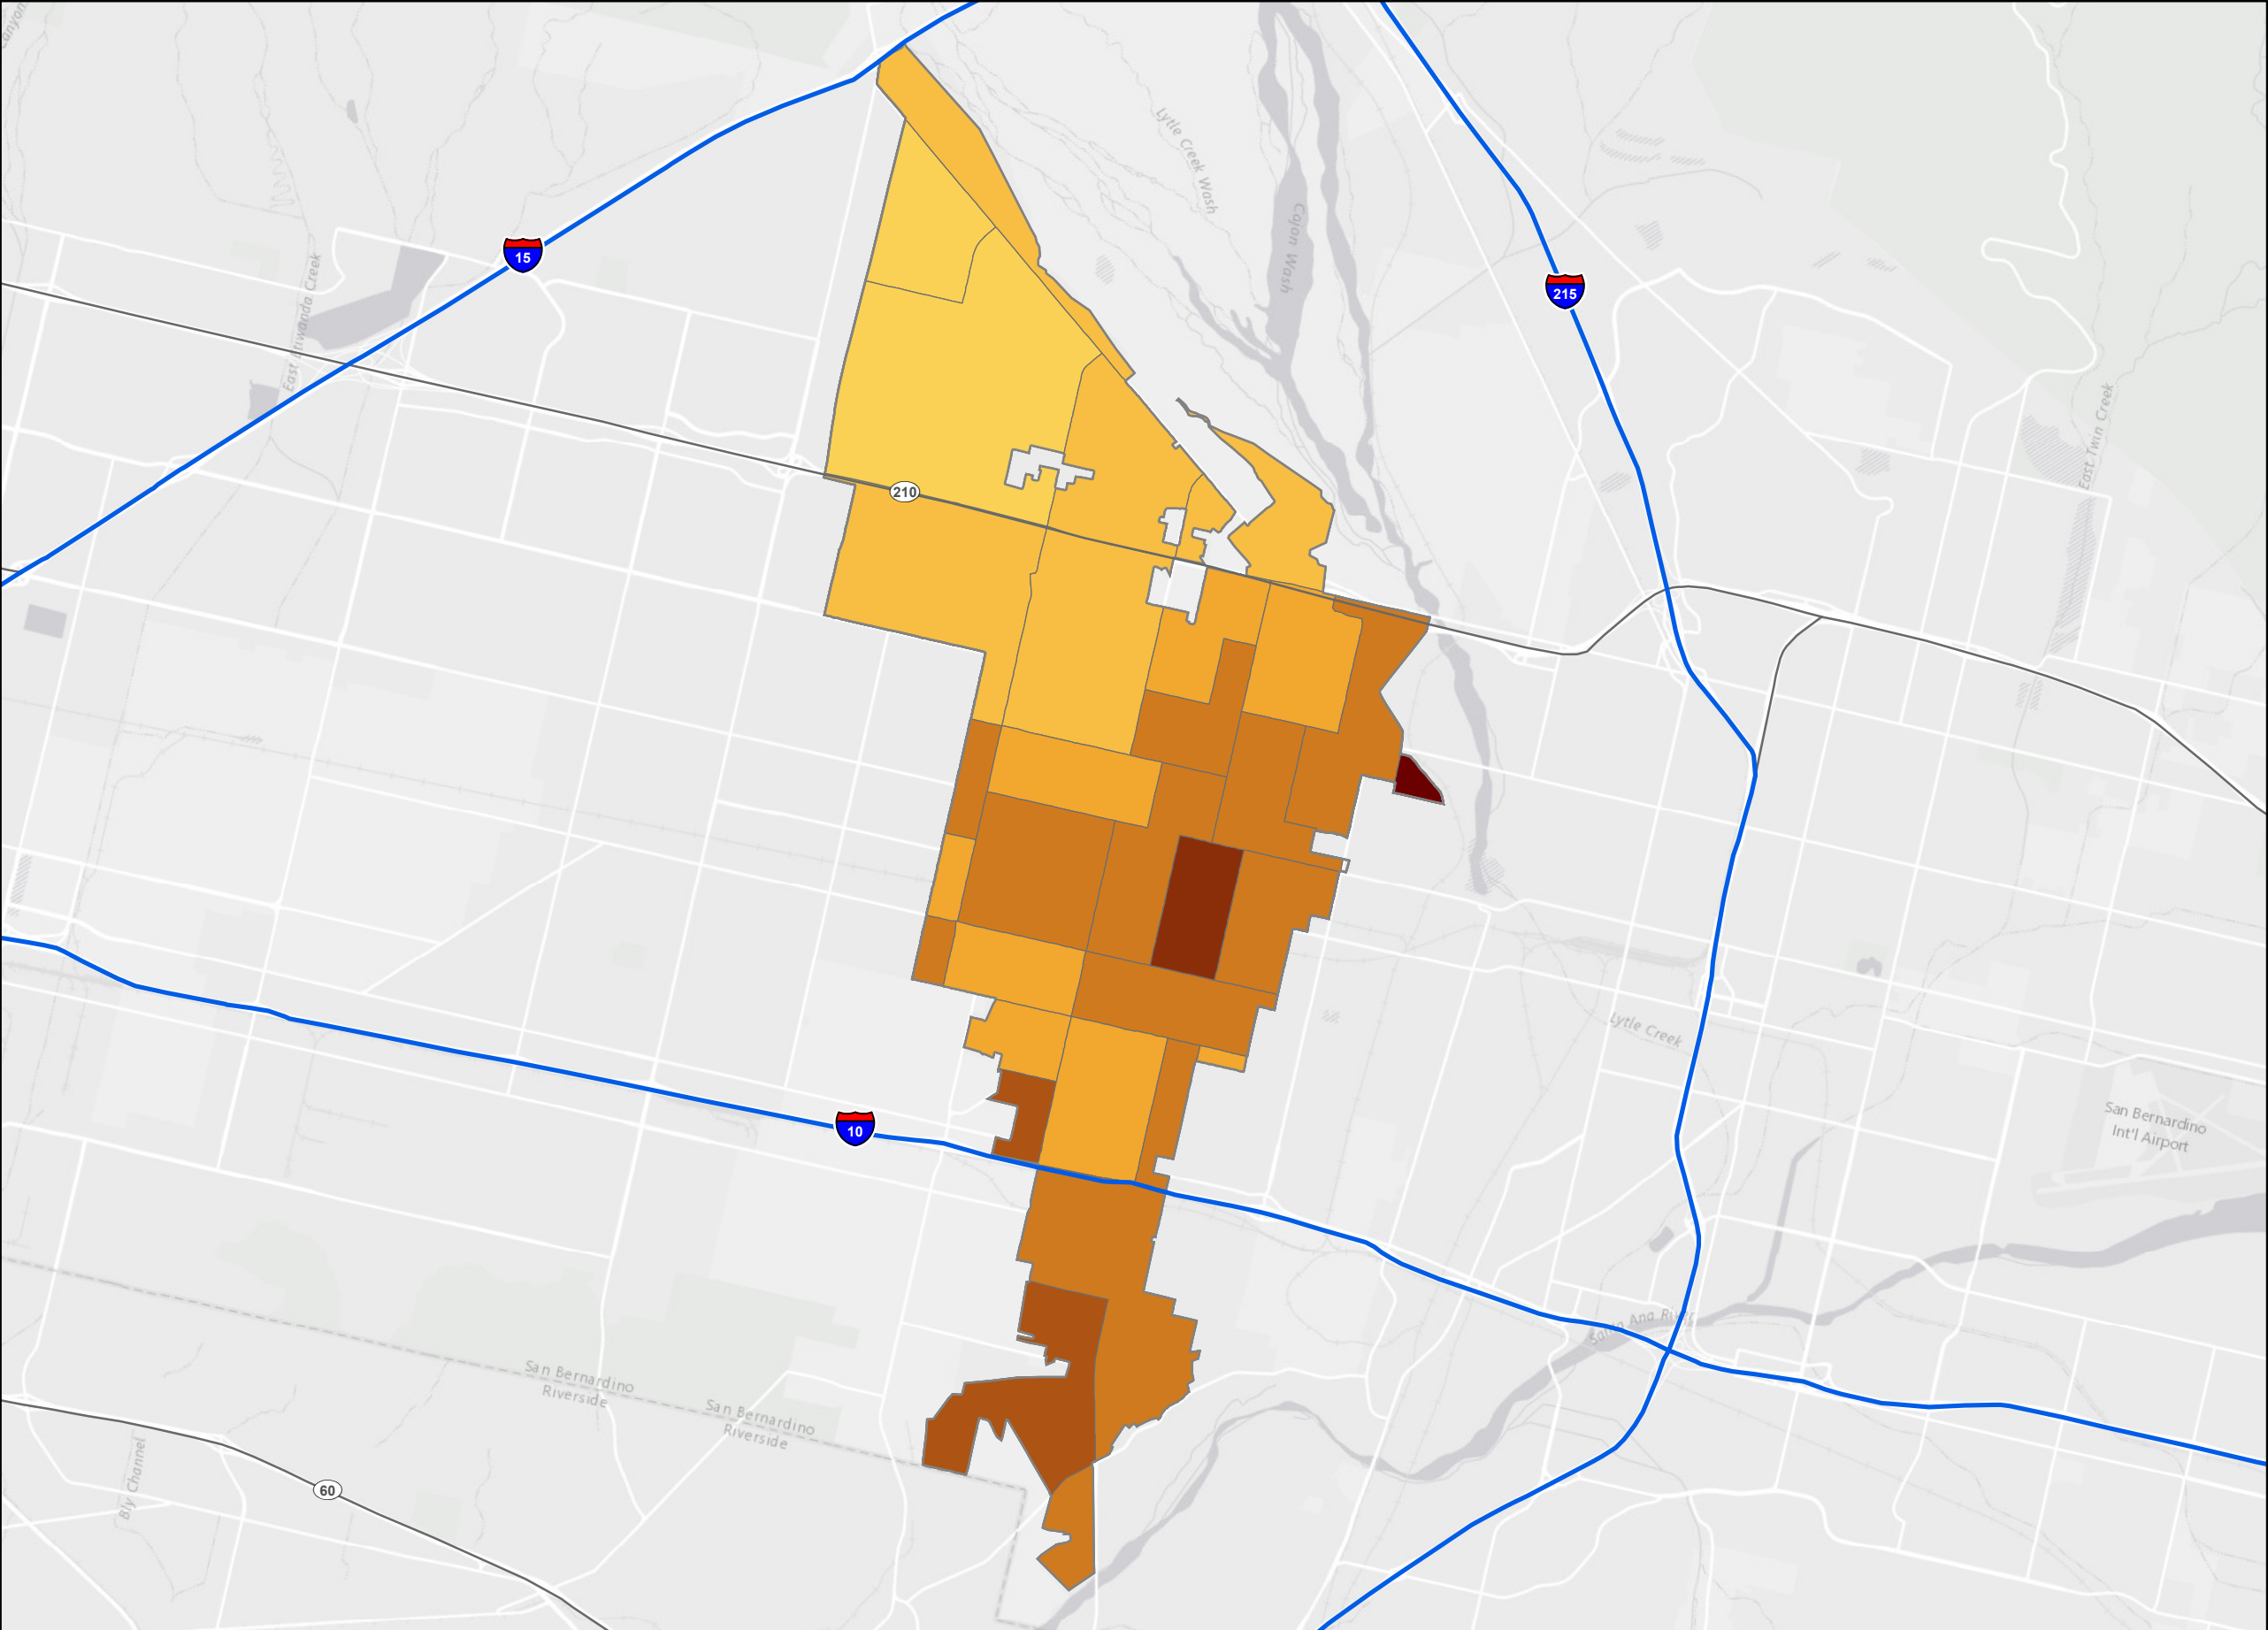 Canyon
Lytle Creek Wash
Cajon Wash
15
215
East Etiwanda Creek
East Twin Creek
210
Lytle Creek
San Bernardino
Int'l Airport
10
Santa Ana River
San Bernardino
Riverside
San Bernardino
Riverside
Bly Channel
60